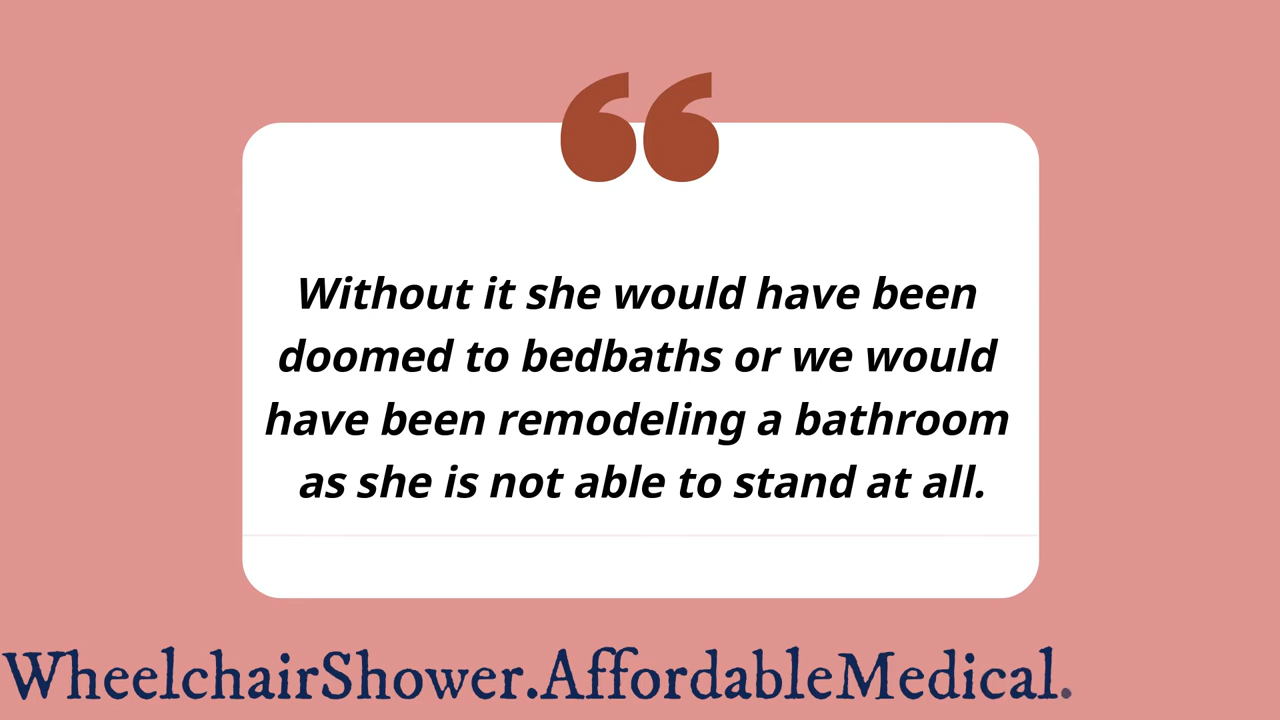 “
Without it she would have been
doomed to bedbaths or we would
have been remodeling a bathroom
as she is not able to stand at all.
WheelchairShower.AffordableMedical.